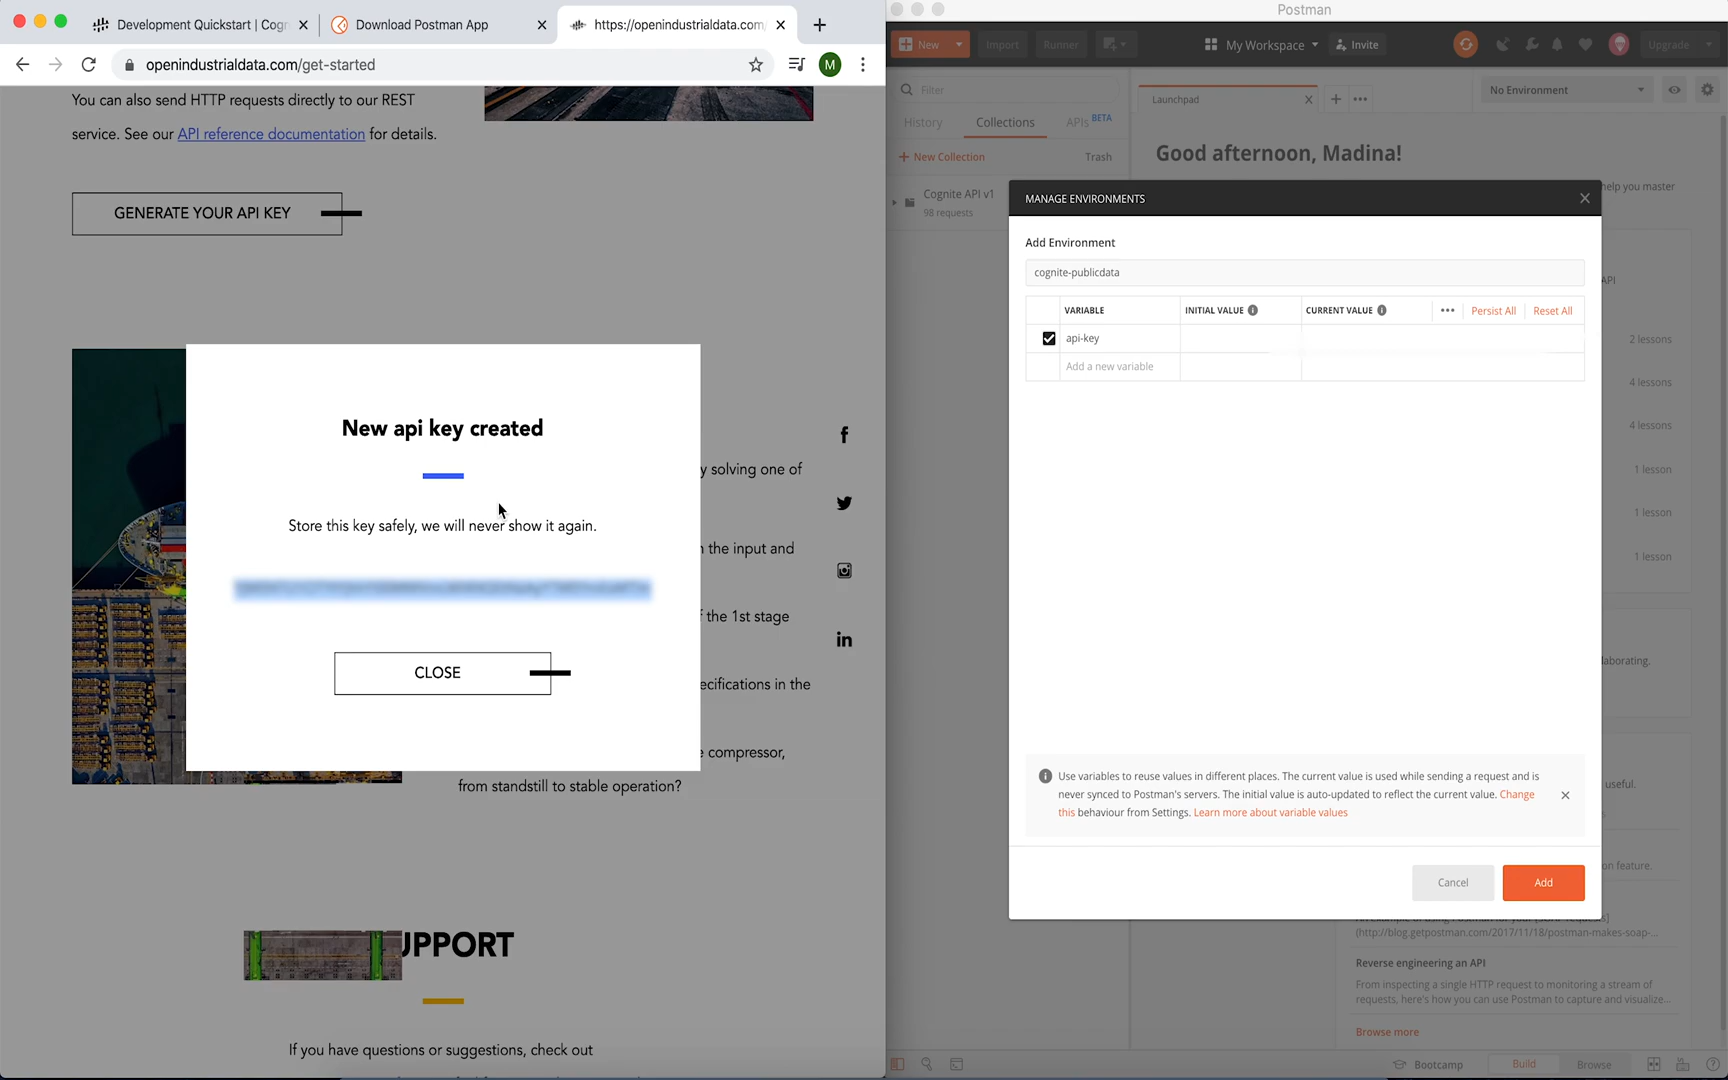 Development Quickstart | Cogn
Download Postman App
https://openindustrialdata.com/
openindustrialdata.com/get-started
M
You can also send HTTP requests directly to our REST
service. See our API reference documentation for details.
GENERATE YOUR API KEY
New api key created
Store this key safely, we will never show it again.
CLOSE
y solving one of
n the input and
f the 1st stage
ecifications in the
e compressor,
from standstill to stable operation?
UPPORT
If you have questions or suggestions, check out
Postman
New
Import
Runner
My Workspace
Invite
Upgrade
Filter
History
Collections
APIs BETA
New Collection
Trash
Cognite API v1
98 requests
Launchpad
No Environment
Good afternoon, Madina!
help you master
API
2 lessons
4 lessons
4 lessons
1 lesson
1 lesson
1 lesson
laborating.
useful.
on feature.
MANAGE ENVIRONMENTS
Add Environment
cognite-publicdata
VARIABLE
INITIAL VALUE
CURRENT VALUE
Persist All
Reset All
api-key
Add a new variable
Use variables to reuse values in different places. The current value is used while sending a request and is
never synced to Postman's servers. The initial value is auto-updated to reflect the current value. Change
this behaviour from Settings. Learn more about variable values
Cancel
Add
(http://blog.getpostman.com/2017/11/18/postman-makes-soap-...
Reverse engineering an API
From inspecting a single HTTP request to monitoring a stream of
requests, here's how you can use Postman to capture and visualize...
Browse more
Bootcamp
Build
Browse